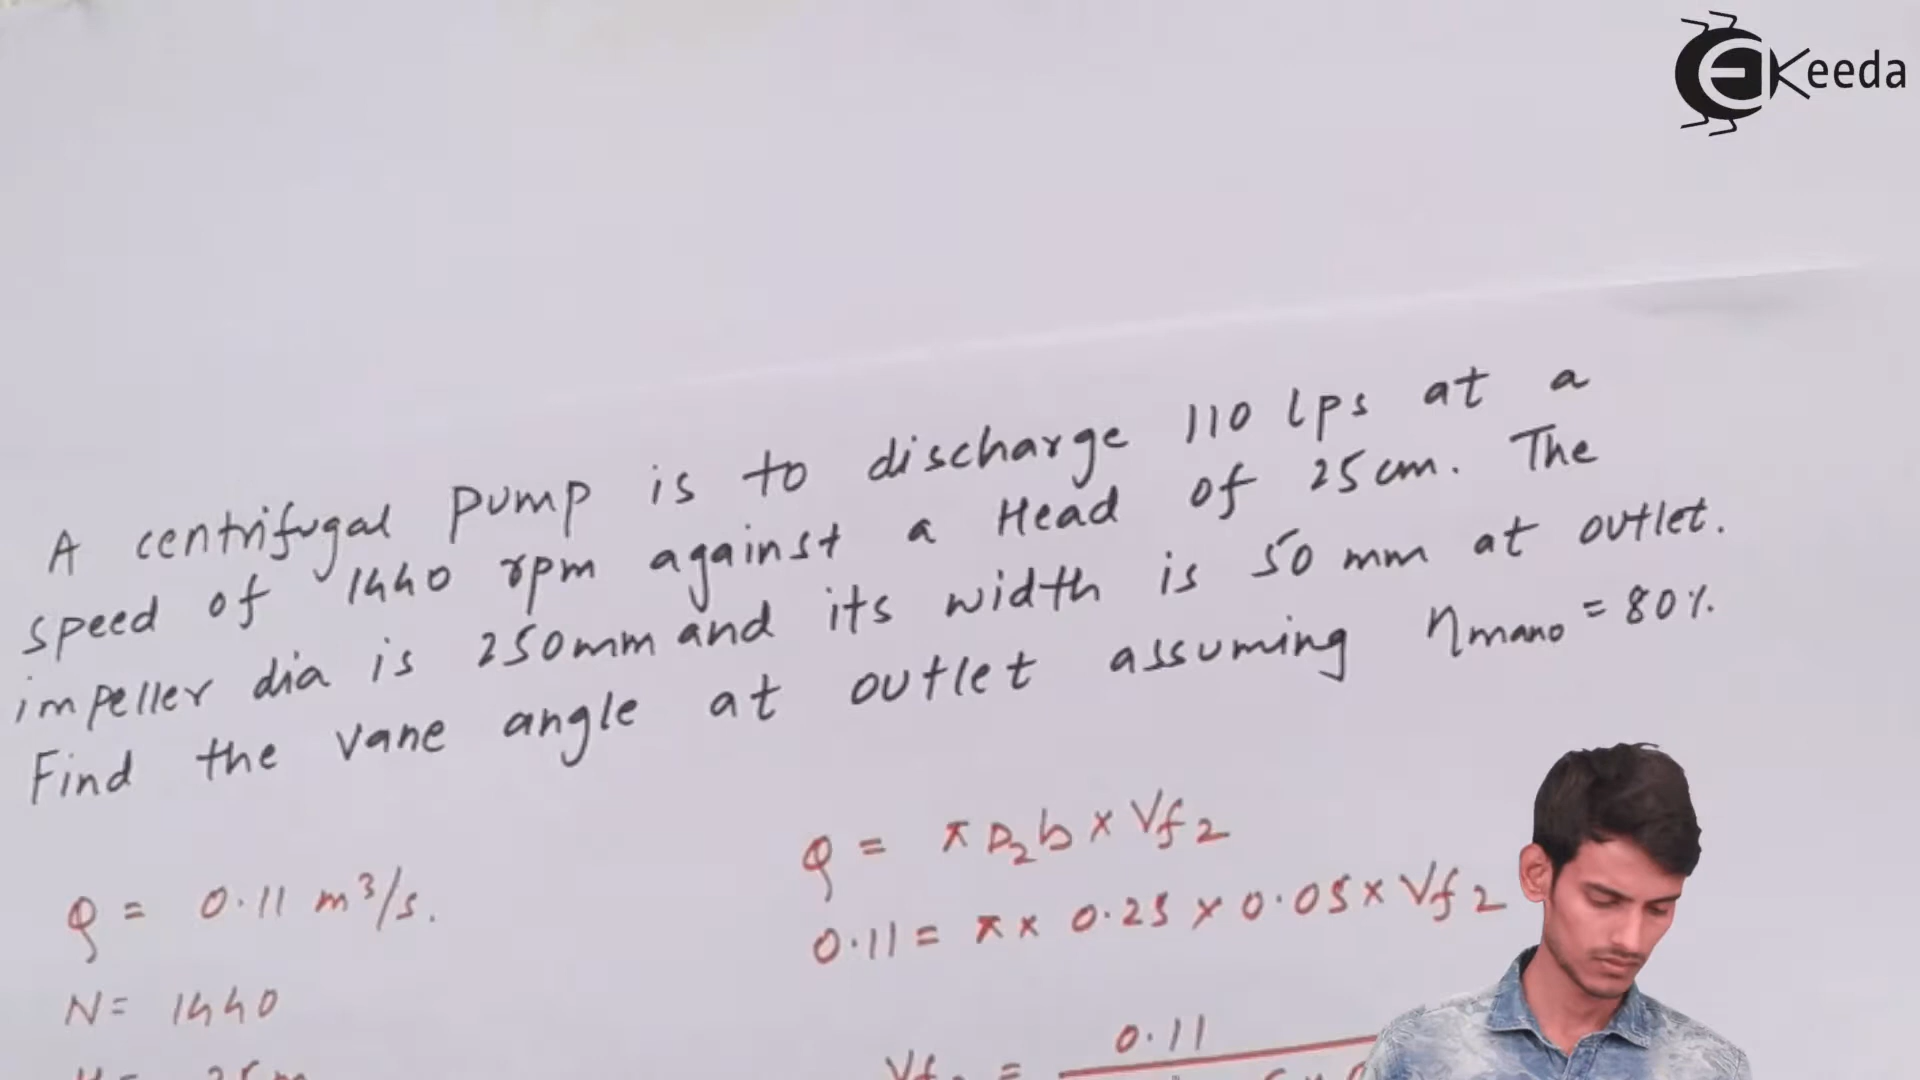 EKeeda
A centrifugal pump is to discharge 110 lps at a
speed of 1440 rpm against a Head of 25 cm. The
impeller dia is 250mm and its width is 50 mm at outlet.
Find the vane angle at outlet assuming ηmano = 80%.
Q = πD₂b × Vf₂
Q = 0.11 m³/s.
0.11 = π × 0.25 × 0.05 × Vf₂
N = 1440
0.11
Vf =